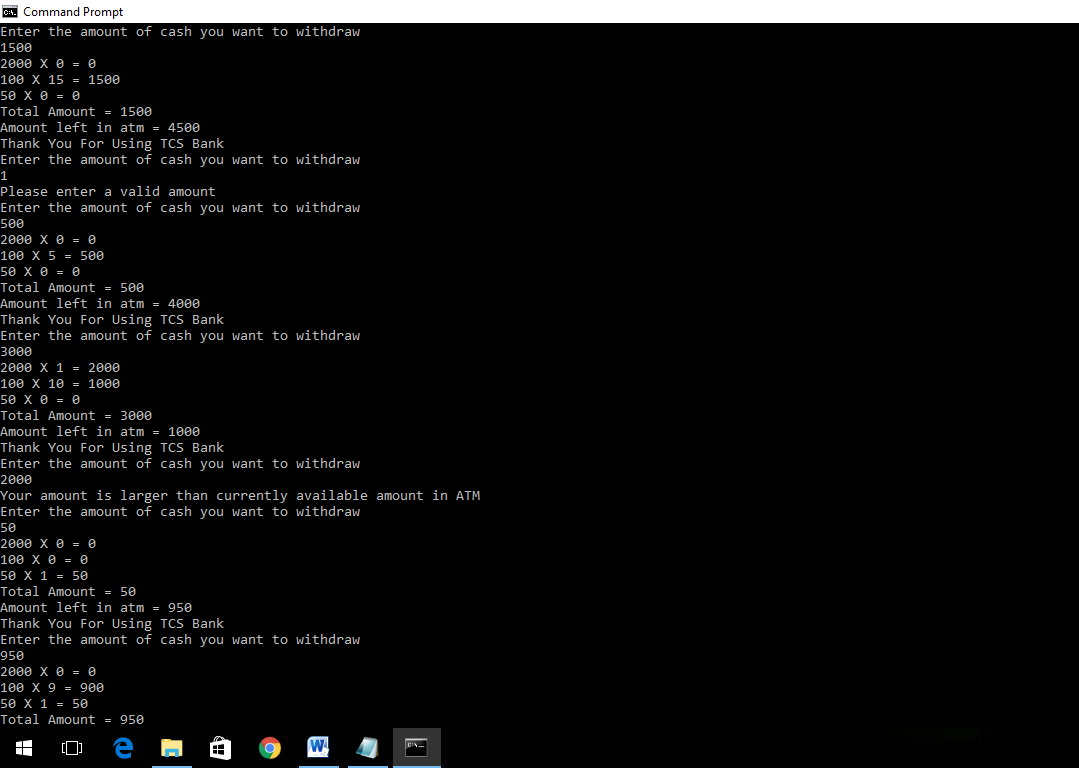 Command Prompt
Enter the amount of cash you want to withdraw
1500
2000 X 0 = 0
100 X 15 = 1500
50 X 0 = 0
Total Amount = 1500
Amount left in atm = 4500
Thank You For Using TCS Bank
Enter the amount of cash you want to withdraw
1
Please enter a valid amount
Enter the amount of cash you want to withdraw
500
2000 X 0 = 0
100 X 5 = 500
50 X 0 = 0
Total Amount = 500
Amount left in atm = 4000
Thank You For Using TCS Bank
Enter the amount of cash you want to withdraw
3000
2000 X 1 = 2000
100 X 10 = 1000
50 X 0 = 0
Total Amount = 3000
Amount left in atm = 1000
Thank You For Using TCS Bank
Enter the amount of cash you want to withdraw
2000
Your amount is larger than currently available amount in ATM
Enter the amount of cash you want to withdraw
50
2000 X 0 = 0
100 X 0 = 0
50 X 1 = 50
Total Amount = 50
Amount left in atm = 950
Thank You For Using TCS Bank
Enter the amount of cash you want to withdraw
950
2000 X 0 = 0
100 X 9 = 900
50 X 1 = 50
Total Amount = 950